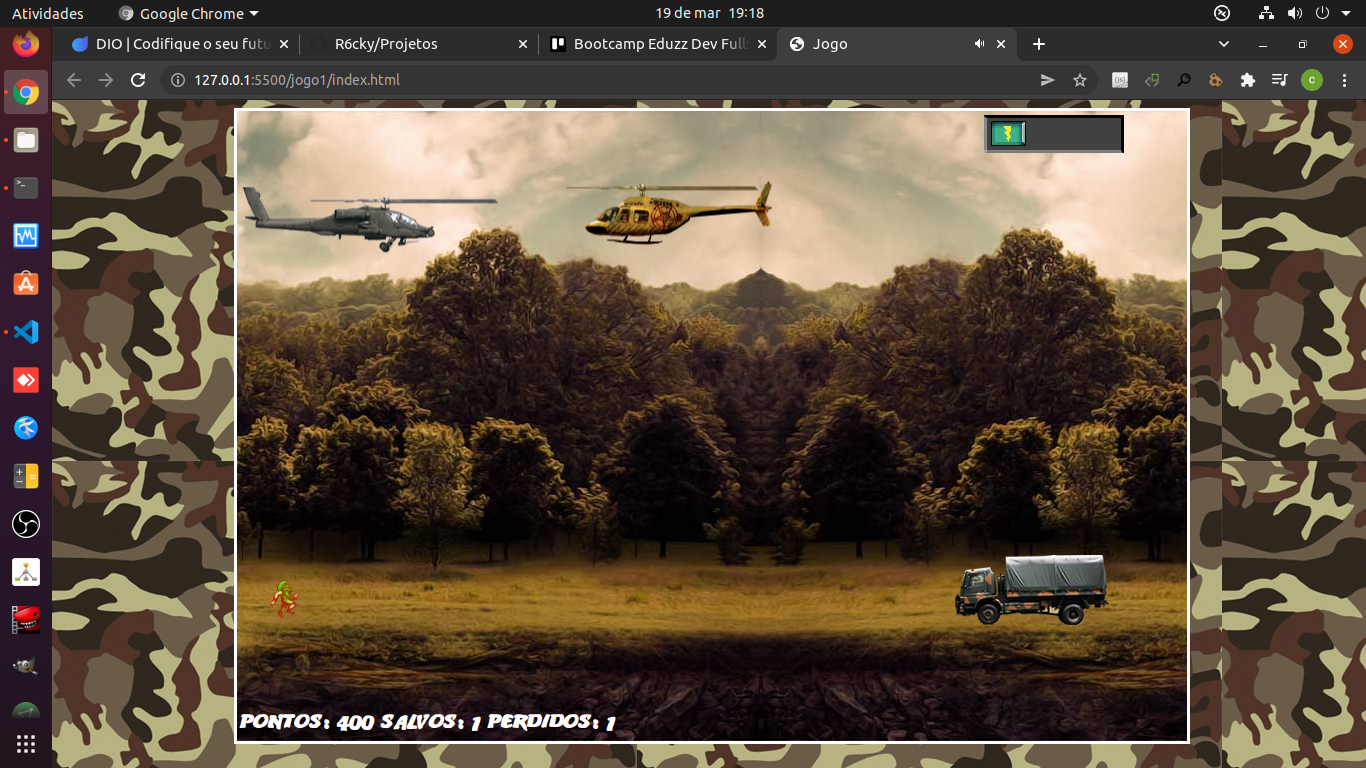 Atividades
Google Chrome
19 de mar 19:18
DIO | Codifique o seu futu
R6cky/Projetos
Bootcamp Eduzz Dev Full
Jogo
127.0.0.1:5500/jogo1/index.html
c
PONTOS: 400 SALVOS: 1 PERDIDOS: 1